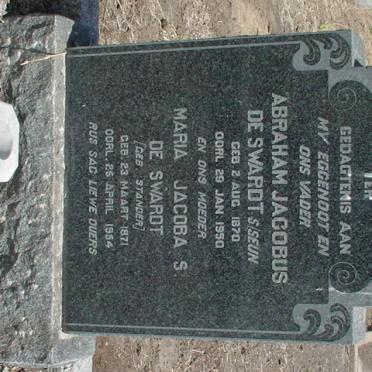 TER
GEDAGTENIS AAN
MY EGGENOOT EN
ONS VADER
ABRAHAM JACOBUS
DE SWARDT S/SEUN
GEB. 2 AUG. 1870
OORL. 29 JAN. 1950
EN ONS MOEDER
MARIA JACOBA S.
DE SWARDT
[GEB. STANDER]
GEB. 23 MAART 1871
OORL. 26 APRIL 1954
RUS SAG LIEWE OUERS